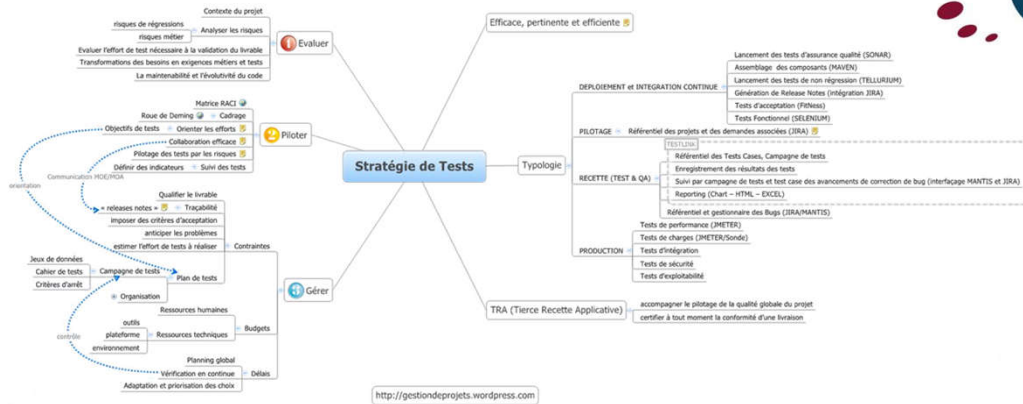 Stratégie de Tests
1 Evaluer
Contexte du projet
Analyser les risques
risques de régressions
risques métier
Evaluer l'effort de test nécessaire à la validation du livrable
Transformations des besoins en exigences métiers et tests
La maintenabilité et l'évolutivité du code
2 Piloter
Matrice RACI
Cadrage
Roue de Deming
Orienter les efforts
Objectifs de tests
Collaboration efficace
Pilotage des tests par les risques
Suivi des tests
Définir des indicateurs
orientation
Communication MOE/MOA
3 Gérer
Contraintes
Qualifier le livrable
Traçabilité
« releases notes »
imposer des critères d'acceptation
anticiper les problèmes
estimer l'effort de tests à réaliser
Plan de tests
Campagne de tests
Jeux de données
Cahier de tests
Critères d'arrêt
Organisation
Budgets
Ressources humaines
Ressources techniques
outils
plateforme
environnement
contrôle
Délais
Planning global
Vérification en continue
Adaptation et priorisation des choix
Efficace, pertinente et efficiente
Typologie
DEPLOIEMENT et INTEGRATION CONTINUE
Lancement des tests d'assurance qualité (SONAR)
Assemblage des composants (MAVEN)
Lancement des tests de non régression (TELLURIUM)
Génération de Release Notes (intégration JIRA)
Tests d'acceptation (FitNess)
Tests Fonctionnel (SELENIUM)
PILOTAGE
Référentiel des projets et des demandes associées (JIRA)
RECETTE (TEST & QA)
TESTLINK
Référentiel des Tests Cases, Campagne de tests
Enregistrement des résultats des tests
Suivi par campagne de tests et test case des avancements de correction de bug (interfaçage MANTIS et JIRA)
Reporting (Chart – HTML – EXCEL)
Référentiel et gestionnaire des Bugs (JIRA/MANTIS)
PRODUCTION
Tests de performance (JMETER)
Tests de charges (JMETER/Sonde)
Tests d'intégration
Tests de sécurité
Tests d'exploitabilité
TRA (Tierce Recette Applicative)
accompagner le pilotage de la qualité globale du projet
certifier à tout moment la conformité d'une livraison
http://gestiondeprojets.wordpress.com